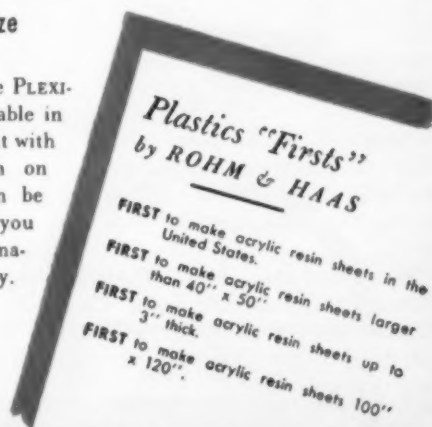 ze
e PLEXI-
able in
t with
n on
n be
you
na-
y.
Plastics "Firsts"
by ROHM & HAAS
FIRST to make acrylic resin sheets in the
United States.
FIRST to make acrylic resin sheets larger
than 40" x 50"
FIRST to make acrylic resin sheets up to
3" thick.
FIRST to make acrylic resin sheets 100"
x 120".